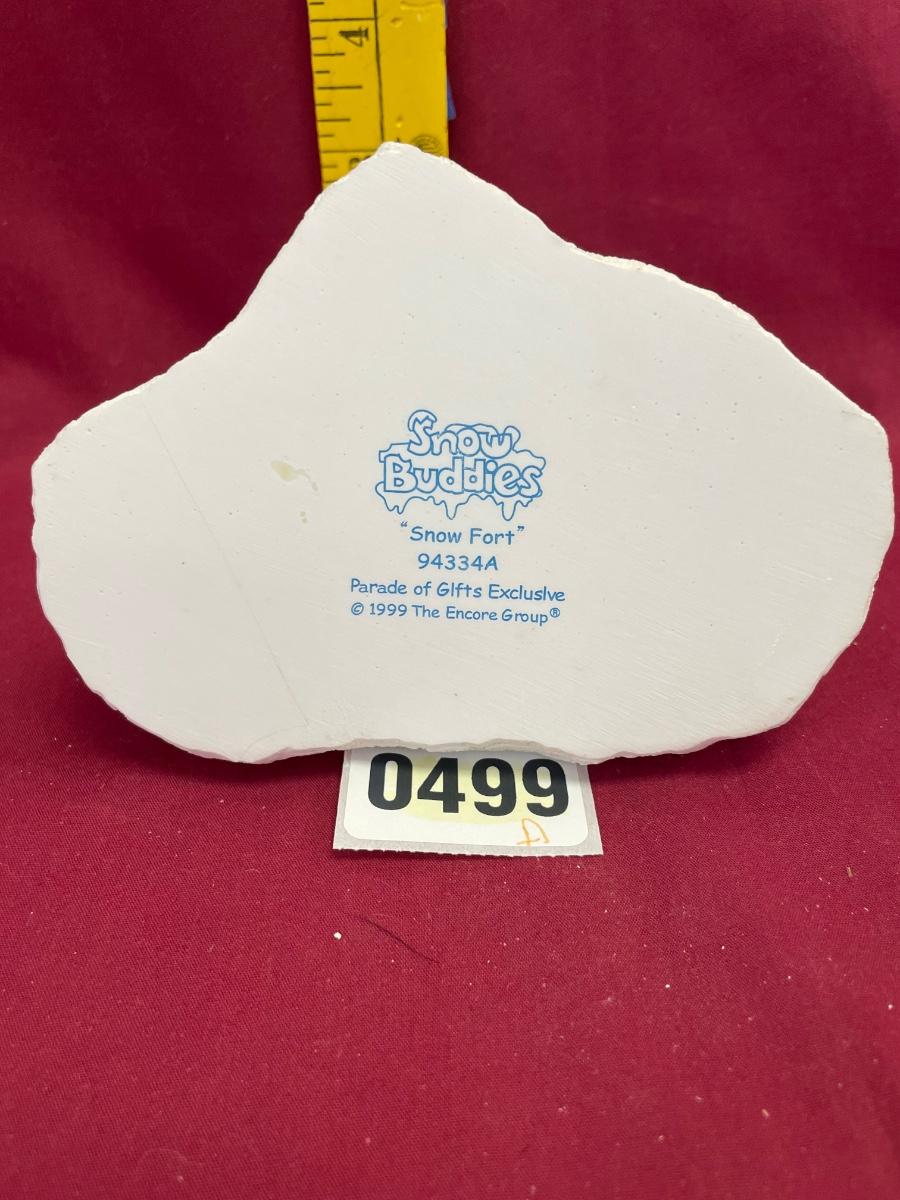 4
Snow
Buddies
“Snow Fort”
94334A
Parade of Gifts Exclusive
© 1999 The Encore Group®
0499